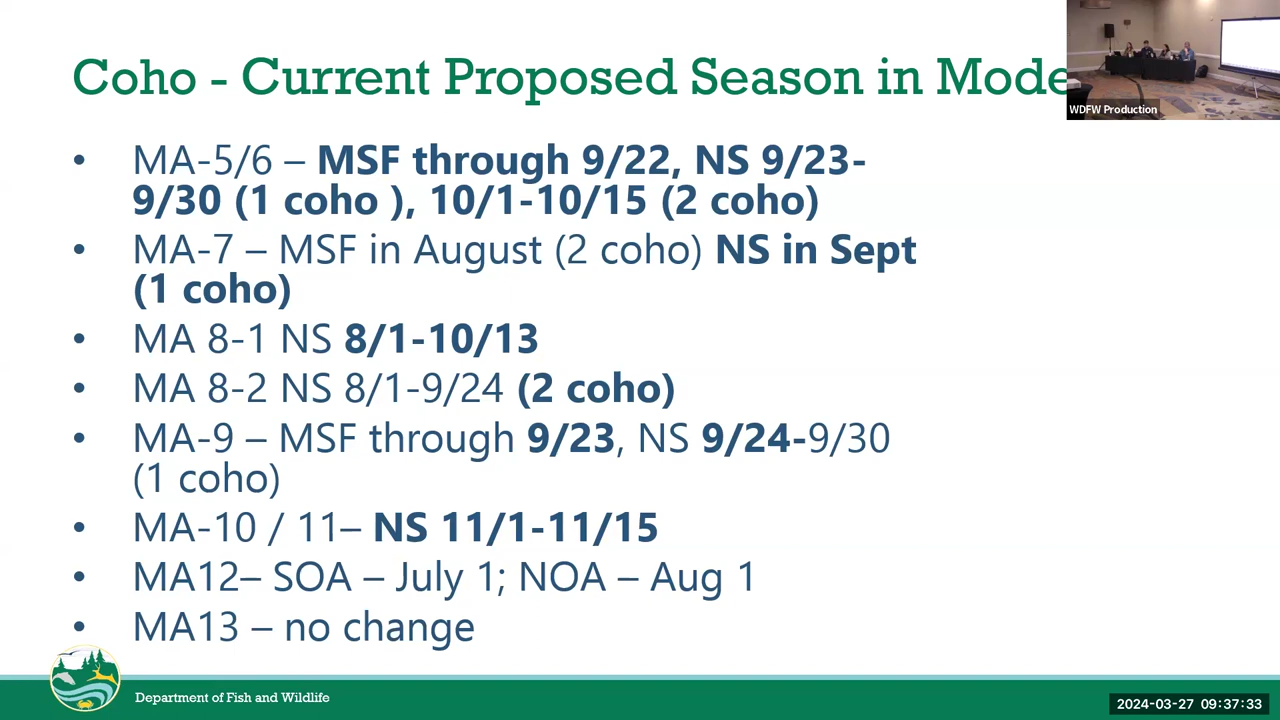 Coho - Current Proposed Season in Mode
WDFW Production
• MA-5/6 – MSF through 9/22, NS 9/23-
9/30 (1 coho ), 10/1-10/15 (2 coho)
• MA-7 – MSF in August (2 coho) NS in Sept
(1 coho)
• MA 8-1 NS 8/1-10/13
• MA 8-2 NS 8/1-9/24 (2 coho)
• MA-9 – MSF through 9/23, NS 9/24-9/30
(1 coho)
• MA-10 / 11– NS 11/1-11/15
• MA12– SOA – July 1; NOA – Aug 1
• MA13 – no change
Department of Fish and Wildlife
2024-03-27 09:37:33